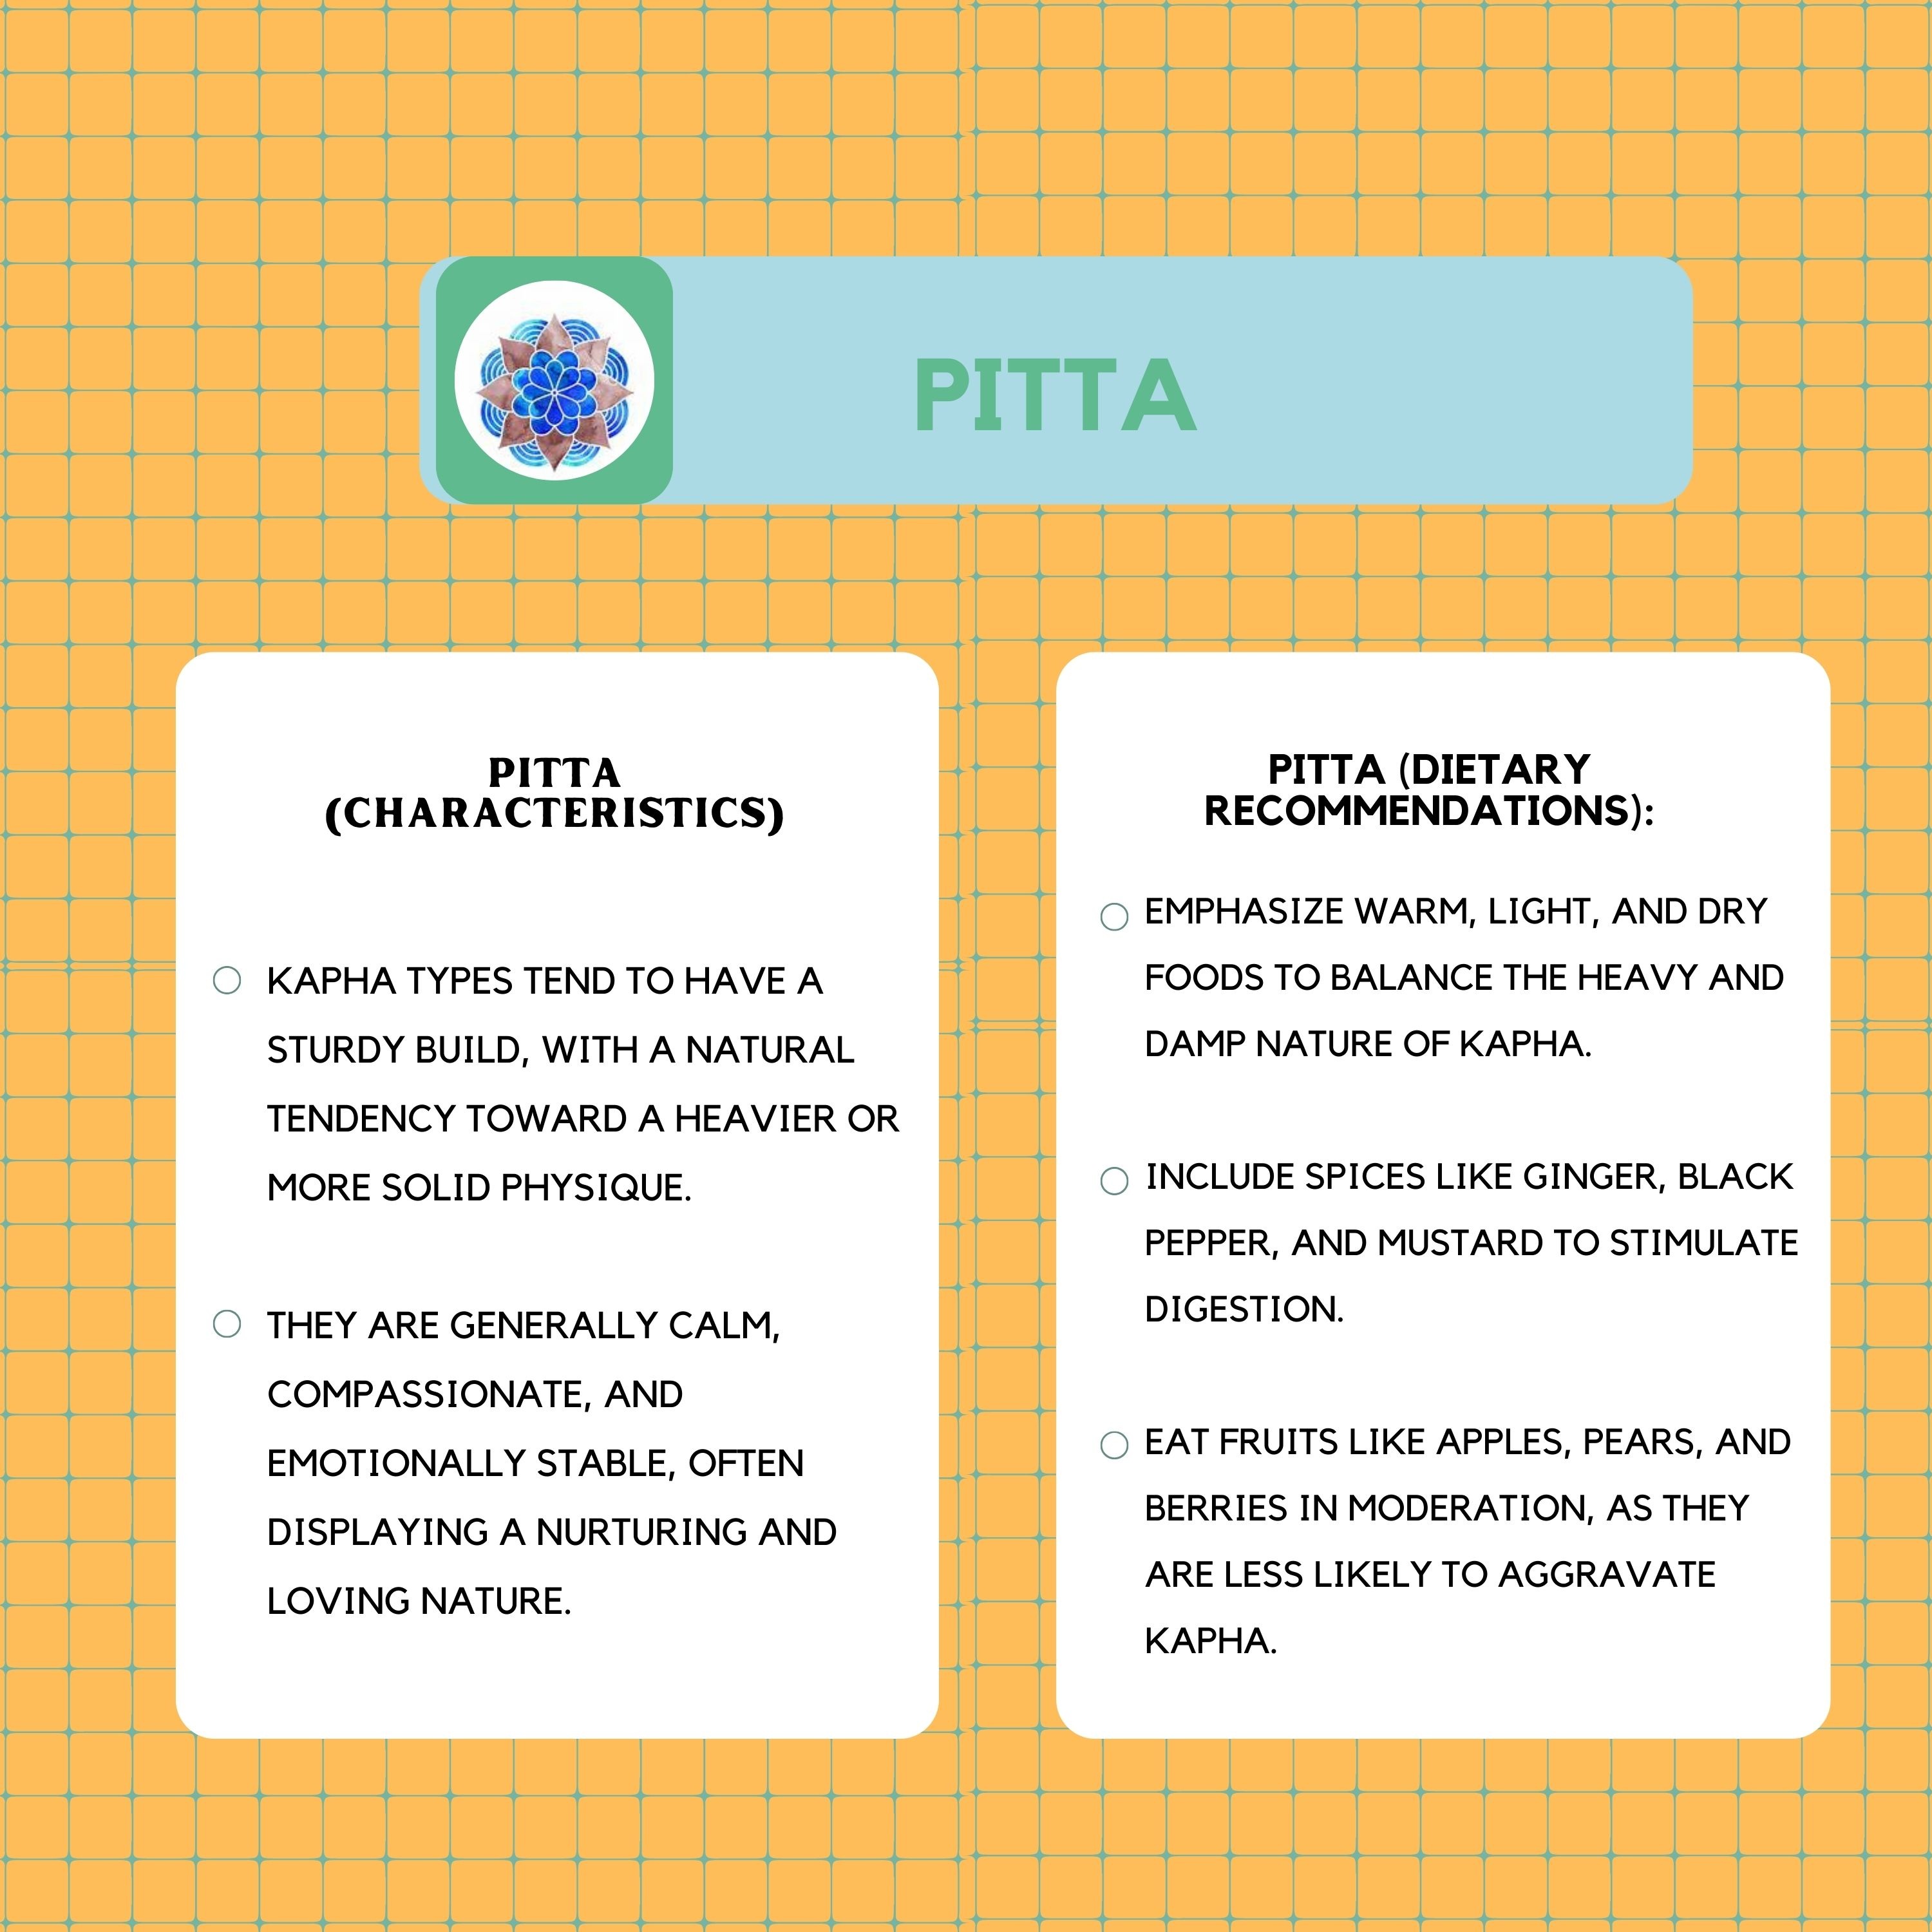 PITTA
PITTA
(CHARACTERISTICS)
KAPHA TYPES TEND TO HAVE A
STURDY BUILD, WITH A NATURAL
TENDENCY TOWARD A HEAVIER OR
MORE SOLID PHYSIQUE.
THEY ARE GENERALLY CALM,
COMPASSIONATE, AND
EMOTIONALLY STABLE, OFTEN
DISPLAYING A NURTURING AND
LOVING NATURE.
PITTA (DIETARY
RECOMMENDATIONS):
EMPHASIZE WARM, LIGHT, AND DRY
FOODS TO BALANCE THE HEAVY AND
DAMP NATURE OF KAPHA.
INCLUDE SPICES LIKE GINGER, BLACK
PEPPER, AND MUSTARD TO STIMULATE
DIGESTION.
EAT FRUITS LIKE APPLES, PEARS, AND
BERRIES IN MODERATION, AS THEY
ARE LESS LIKELY TO AGGRAVATE
KAPHA.